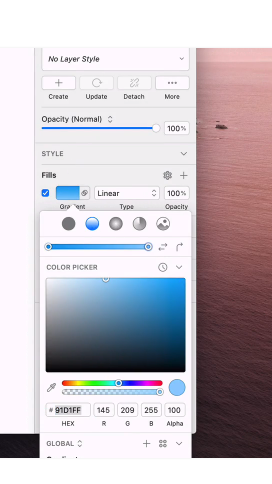 No Layer Style
Create Update Detach More
Opacity (Normal)
100%
STYLE
Fills
Linear 100%
Gradient Type Opacity
COLOR PICKER
# 91D1FF 145 209 255 100
HEX R G B Alpha
GLOBAL